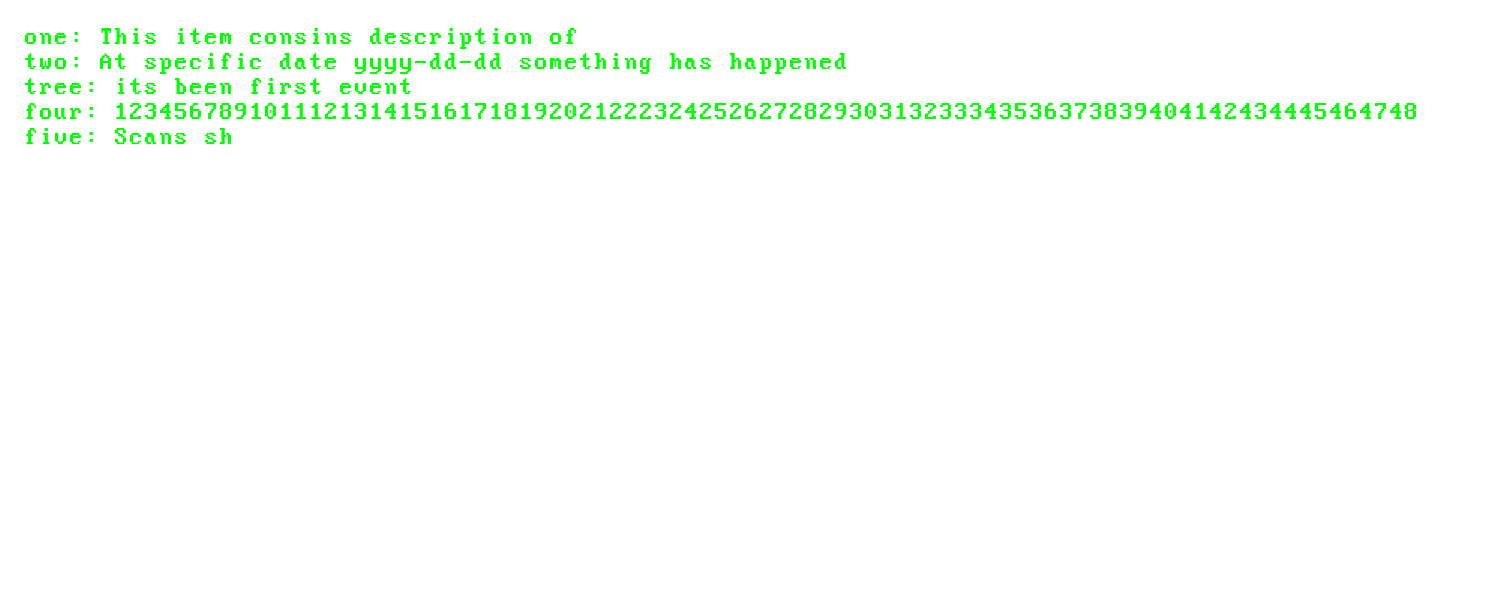 one: This item consins description of
two: At specific date yyyy-dd-dd something has happened
tree: its been first event
four: 123456789101112131415161718192021222324252627282930313233343536373839404142434445464748
five: Scans sh